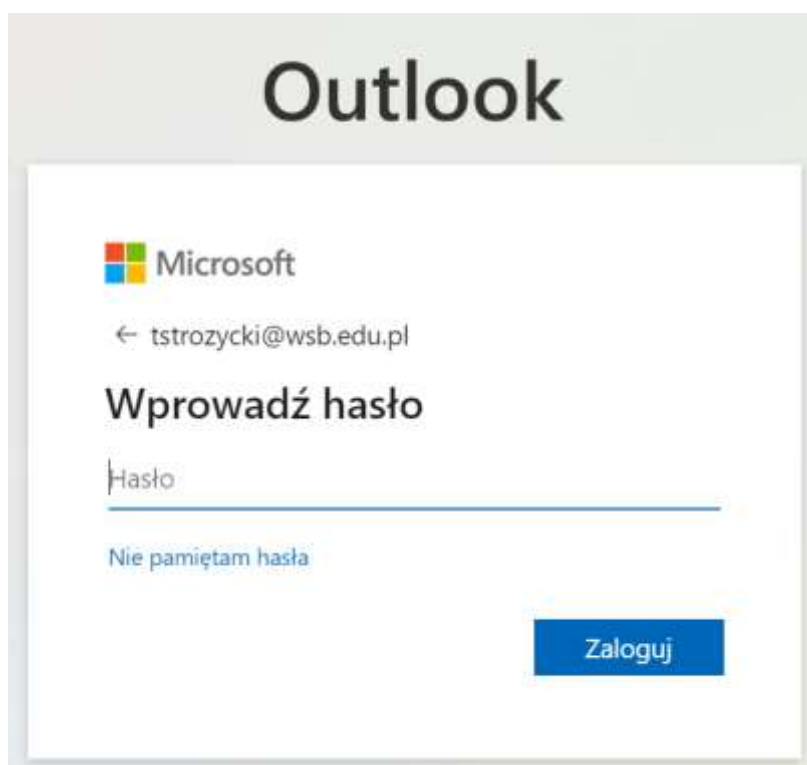 Outlook
Microsoft
← tstrozycki@wsb.edu.pl
Wprowadź hasło
Hasło
Nie pamiętam hasła
Zaloguj